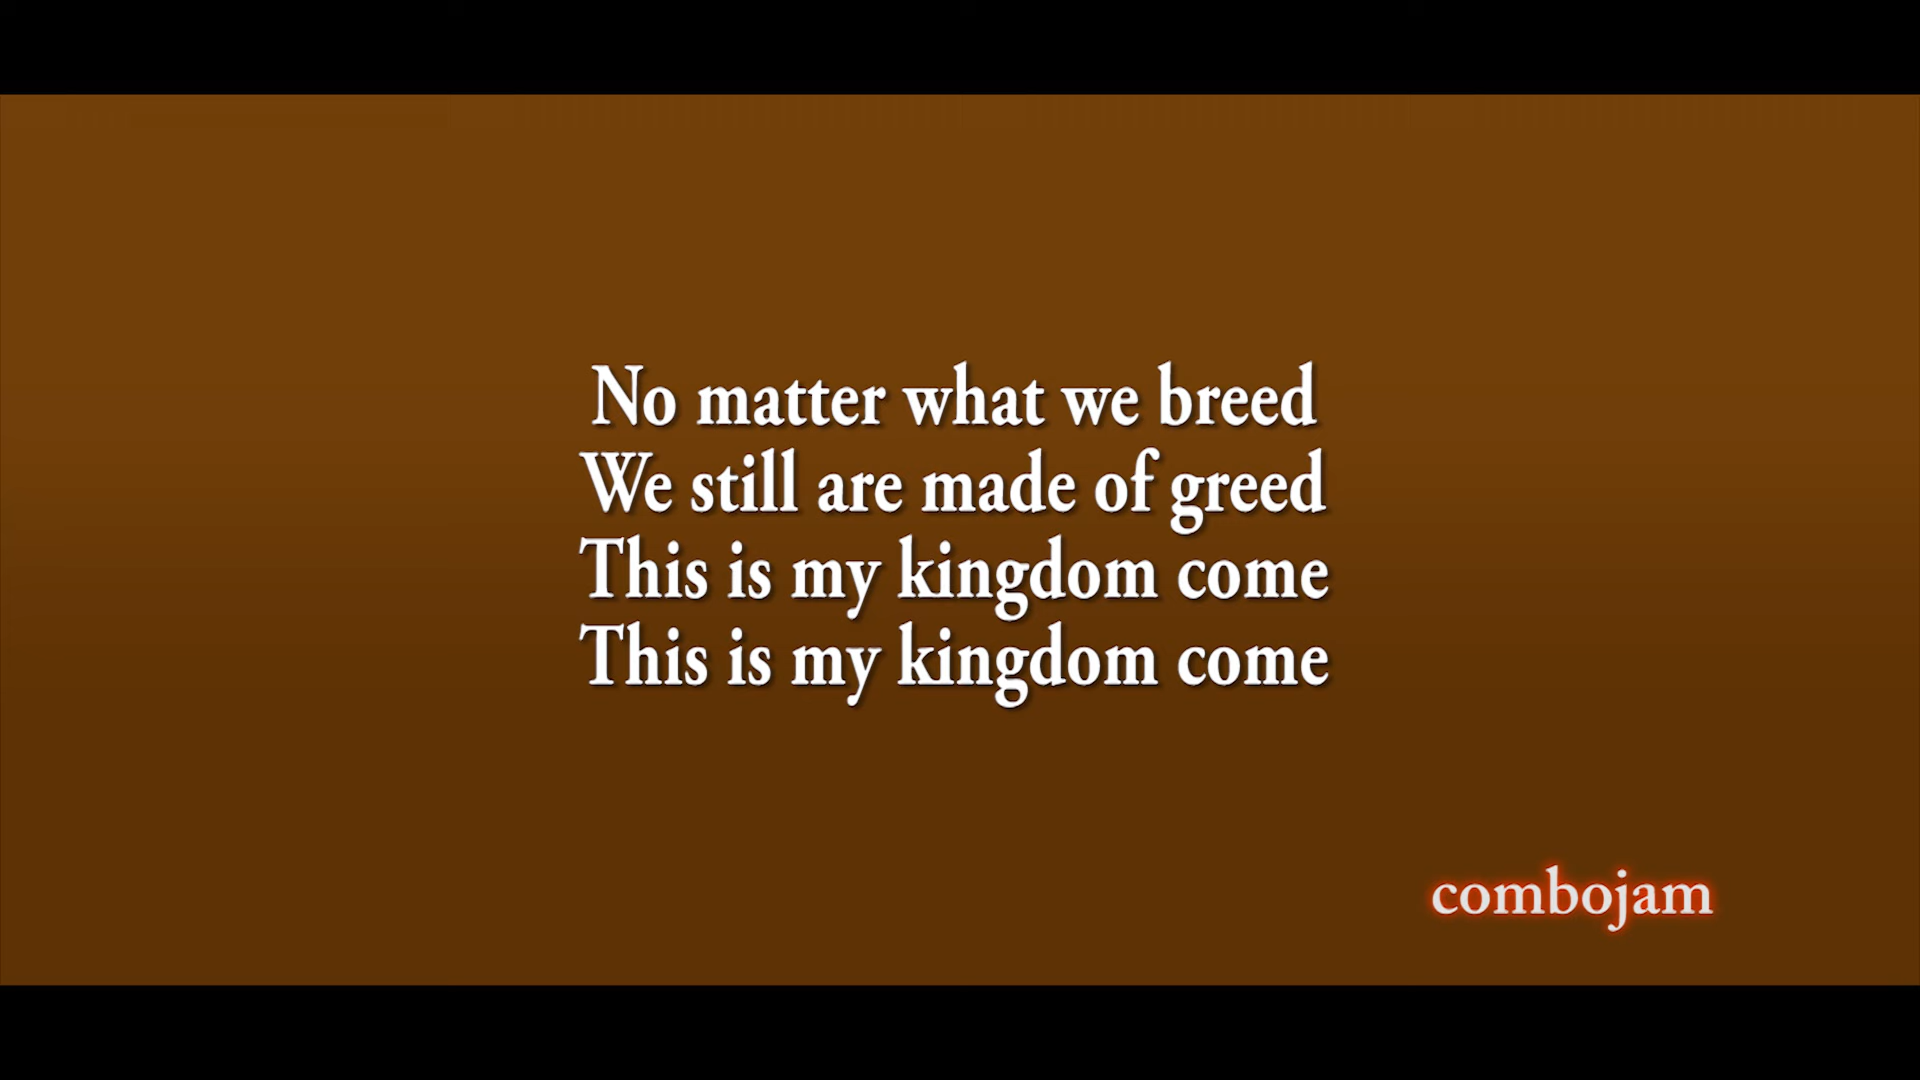 No matter what we breed
We still are made of greed
This is my kingdom come
This is my kingdom come
combojam